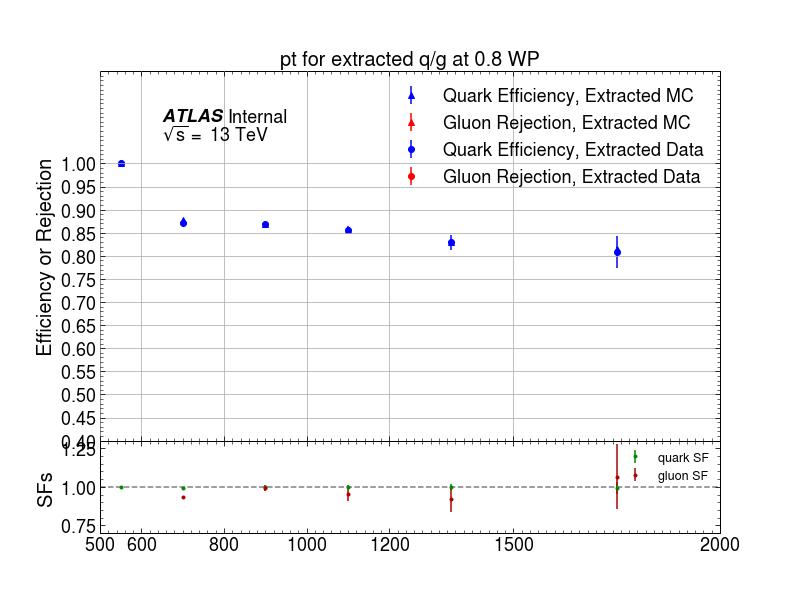 pt for extracted q/g at 0.8 WP
ATLAS Internal
√s = 13 TeV
Quark Efficiency, Extracted MC
Gluon Rejection, Extracted MC
Quark Efficiency, Extracted Data
Gluon Rejection, Extracted Data
Efficiency or Rejection
1.00
0.95
0.90
0.85
0.80
0.75
0.70
0.65
0.60
0.55
0.50
0.45
0.40
SFs
1.25
1.00
0.75
quark SF
gluon SF
500 600 800 1000 1200 1500 2000